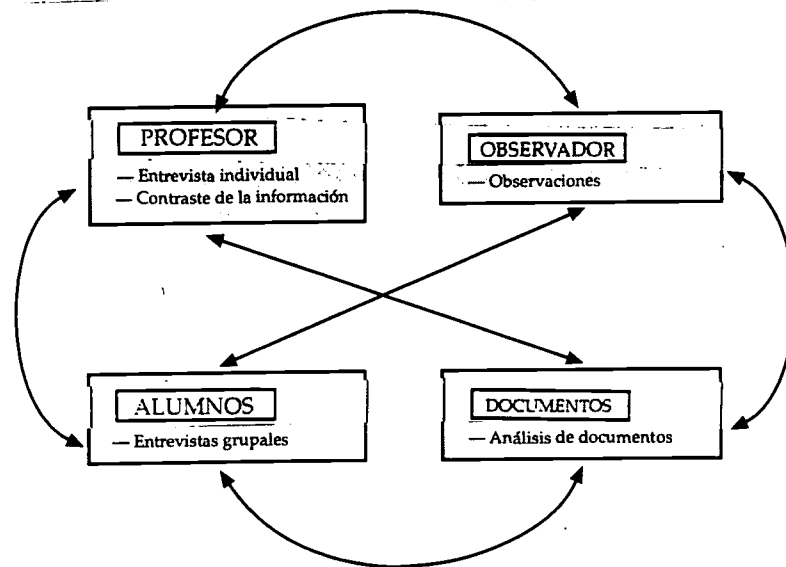 PROFESOR
— Entrevista individual
— Contraste de la información
OBSERVADOR
— Observaciones
ALUMNOS
— Entrevistas grupales
DOCUMENTOS
— Análisis de documentos